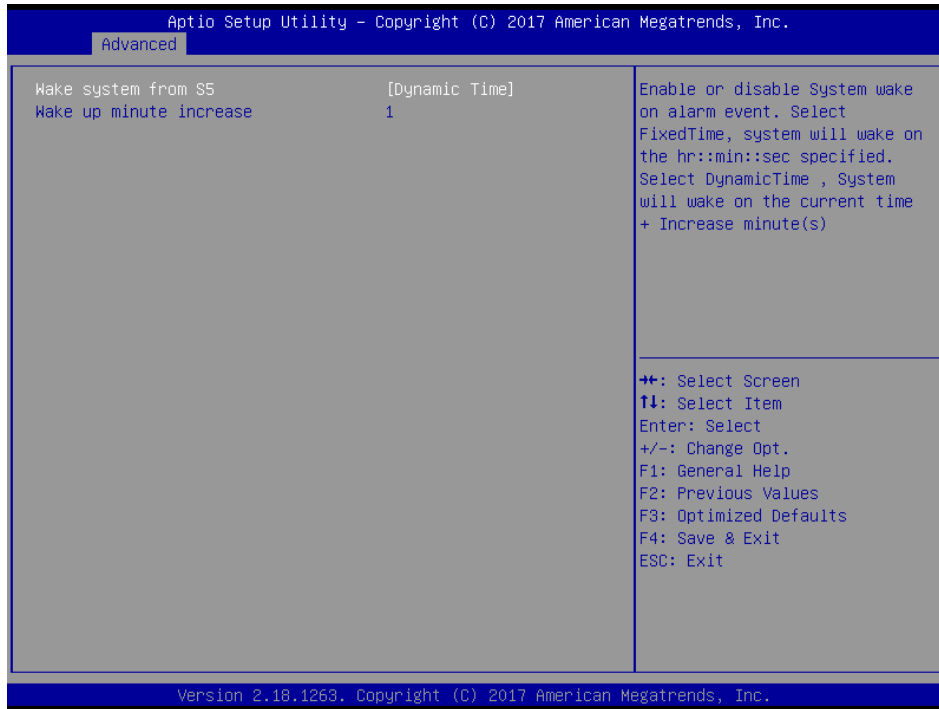 Aptio Setup Utility – Copyright (C) 2017 American Megatrends, Inc.
Advanced
Wake system from S5 [Dynamic Time]
Wake up minute increase 1
Enable or disable System wake
on alarm event. Select
FixedTime, system will wake on
the hr::min::sec specified.
Select DynamicTime , System
will wake on the current time
+ Increase minute(s)
→←: Select Screen
↑↓: Select Item
Enter: Select
+/-: Change Opt.
F1: General Help
F2: Previous Values
F3: Optimized Defaults
F4: Save & Exit
ESC: Exit
Version 2.18.1263. Copyright (C) 2017 American Megatrends, Inc.